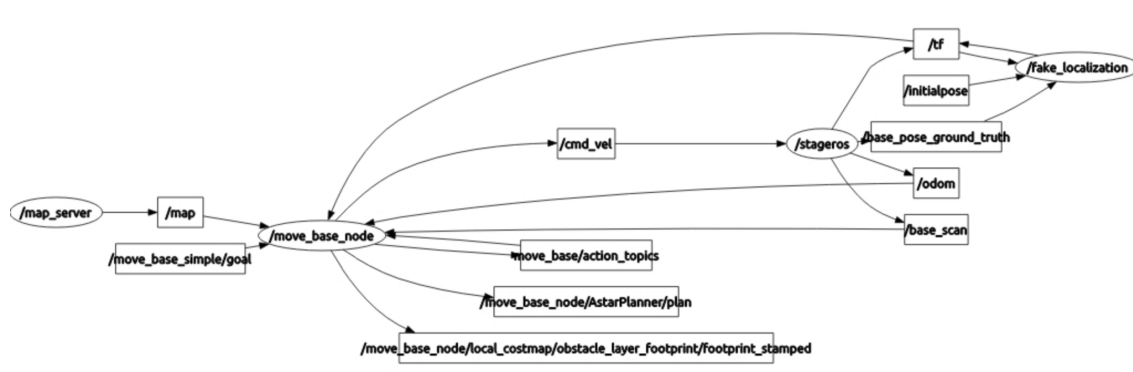 /tf
/fake_localization
/initialpose
/base_pose_ground_truth
/cmd_vel
/stageros
/odom
/map_server
/map
/move_base_node
/base_scan
/move_base_simple/goal
move_base/action_topics
/move_base_node/AstarPlanner/plan
/move_base_node/local_costmap/obstacle_layer_footprint/footprint_stamped